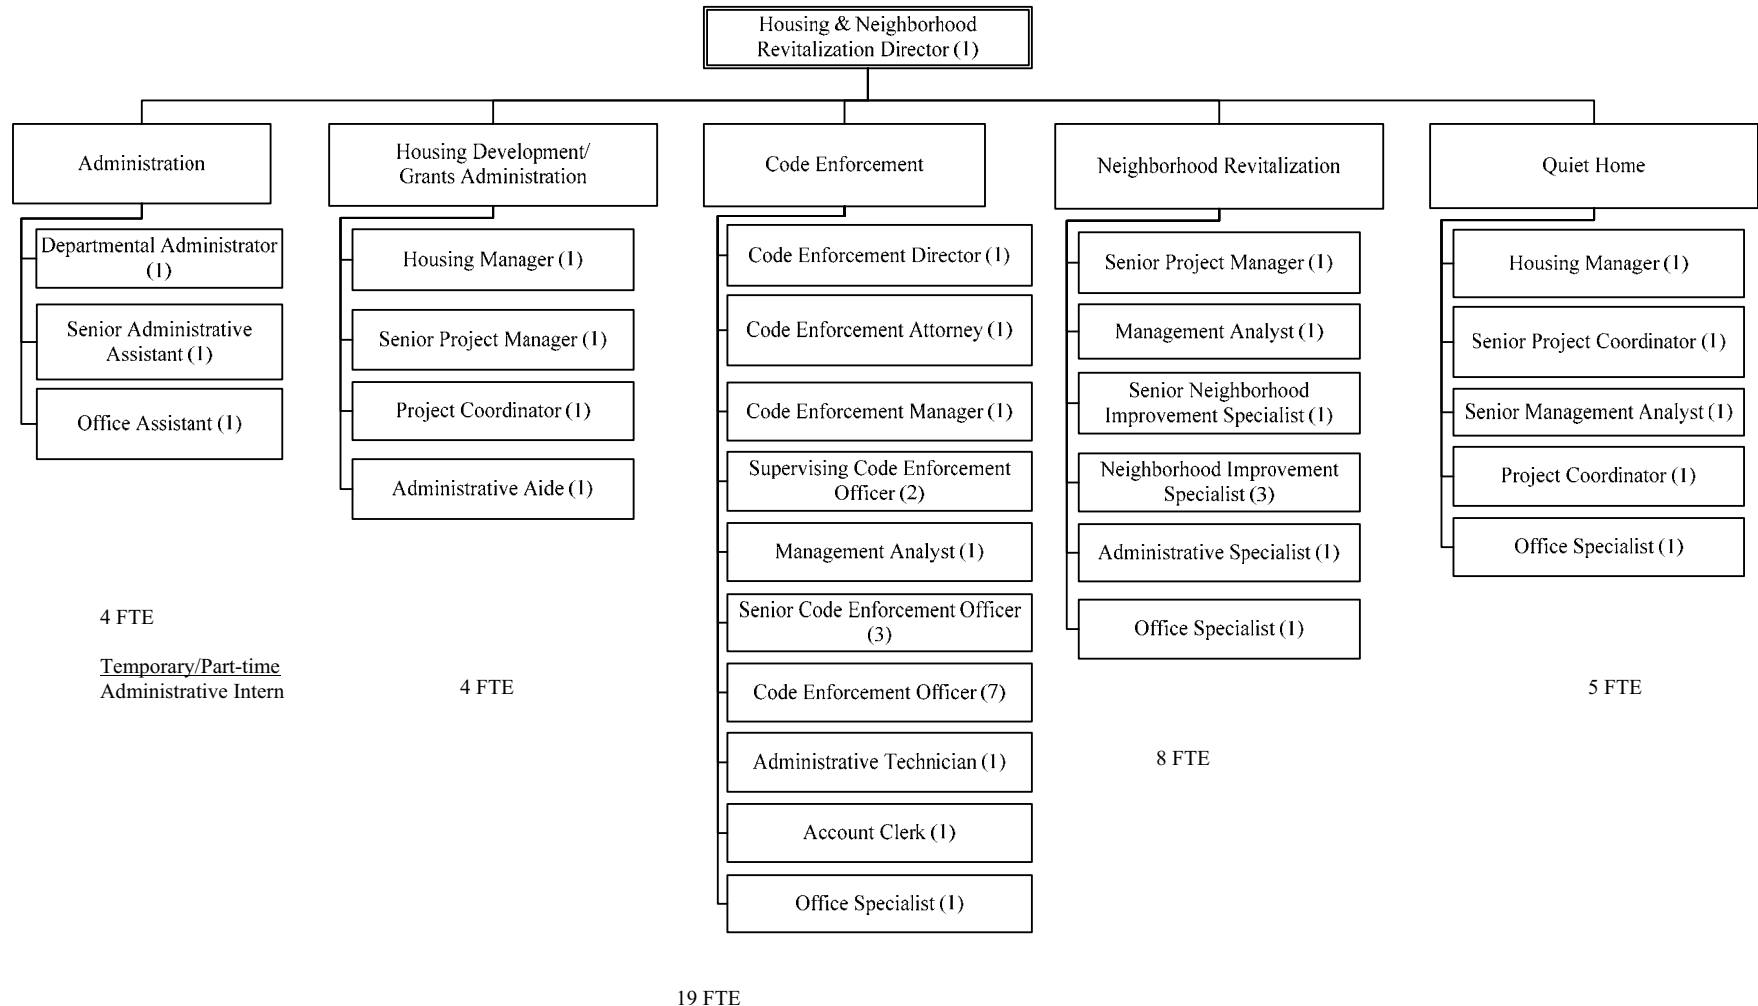 Housing & Neighborhood
Revitalization Director (1)
Administration
Departmental Administrator
(1)
Senior Administrative
Assistant (1)
Office Assistant (1)
4 FTE
Temporary/Part-time
Administrative Intern
Housing Development/
Grants Administration
Housing Manager (1)
Senior Project Manager (1)
Project Coordinator (1)
Administrative Aide (1)
4 FTE
Code Enforcement
Code Enforcement Director (1)
Code Enforcement Attorney (1)
Code Enforcement Manager (1)
Supervising Code Enforcement
Officer (2)
Management Analyst (1)
Senior Code Enforcement Officer
(3)
Code Enforcement Officer (7)
Administrative Technician (1)
Account Clerk (1)
Office Specialist (1)
19 FTE
Neighborhood Revitalization
Senior Project Manager (1)
Management Analyst (1)
Senior Neighborhood
Improvement Specialist (1)
Neighborhood Improvement
Specialist (3)
Administrative Specialist (1)
Office Specialist (1)
8 FTE
Quiet Home
Housing Manager (1)
Senior Project Coordinator (1)
Senior Management Analyst (1)
Project Coordinator (1)
Office Specialist (1)
5 FTE